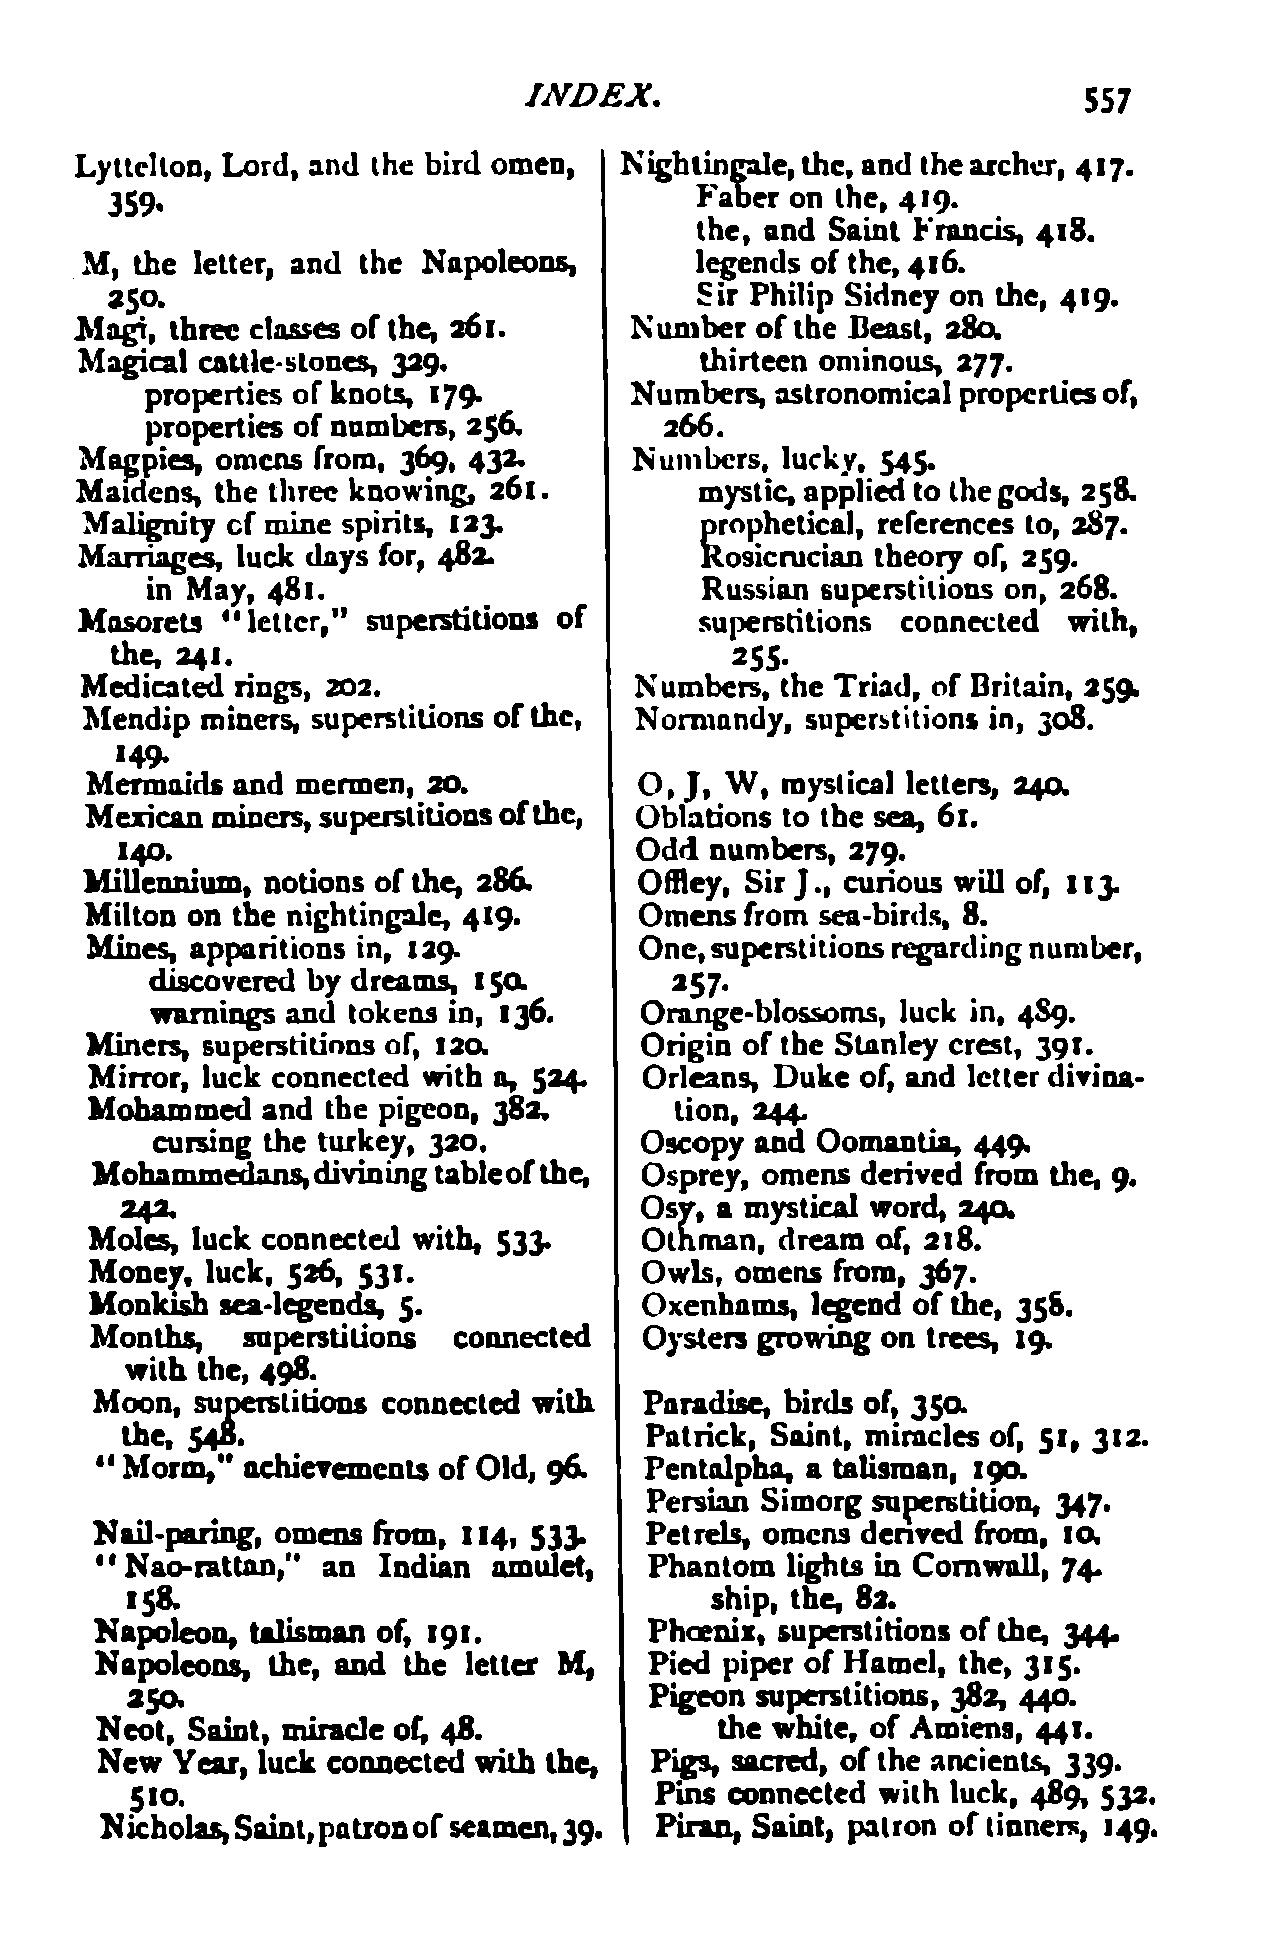 INDEX.
557
Lyttelton, Lord, and the bird omen,
359.
M, the letter, and the Napoleons,
250.
Magi, three classes of the, 261.
Magical cattle-stones, 329.
properties of knots, 179.
properties of numbers, 256.
Magpies, omens from, 369, 432.
Maidens, the three knowing, 261.
Malignity of mine spirits, 123.
Marriages, luck days for, 482.
in May, 481.
Masorets "letter," superstitions of
the, 241.
Medicated rings, 202.
Mendip miners, superstitions of the,
149.
Mermaids and mermen, 20.
Mexican miners, superstitions of the,
140.
Millennium, notions of the, 286.
Milton on the nightingale, 419.
Mines, apparitions in, 129.
discovered by dreams, 150.
warnings and tokens in, 136.
Miners, superstitions of, 120.
Mirror, luck connected with a, 524.
Mohammed and the pigeon, 382.
cursing the turkey, 320.
Mohammedans, divining table of the,
242.
Moles, luck connected with, 533.
Money, luck, 526, 531.
Monkish sea-legends, 5.
Months, superstitions connected
with the, 498.
Moon, superstitions connected with
the, 548.
"Morm," achievements of Old, 96.
Nail-paring, omens from, 114, 533.
"Nao-rattan," an Indian amulet,
158.
Napoleon, talisman of, 191.
Napoleons, the, and the letter M,
250.
Neot, Saint, miracle of, 48.
New Year, luck connected with the,
510.
Nicholas, Saint, patron of seamen, 39.
Nightingale, the, and the archer, 417.
Faber on the, 419.
the, and Saint Francis, 418.
legends of the, 416.
Sir Philip Sidney on the, 419.
Number of the Beast, 280.
thirteen ominous, 277.
Numbers, astronomical properties of,
266.
Numbers, lucky, 545.
mystic, applied to the gods, 258.
prophetical, references to, 287.
Rosicrucian theory of, 259.
Russian superstitions on, 268.
superstitions connected with,
255.
Numbers, the Triad, of Britain, 259.
Normandy, superstitions in, 308.
O, J, W, mystical letters, 240.
Oblations to the sea, 61.
Odd numbers, 279.
Offley, Sir J., curious will of, 113.
Omens from sea-birds, 8.
One, superstitions regarding number,
257.
Orange-blossoms, luck in, 489.
Origin of the Stanley crest, 391.
Orleans, Duke of, and letter divina-
tion, 244.
Oscopy and Oomantia, 449.
Osprey, omens derived from the, 9.
Osy, a mystical word, 240.
Othman, dream of, 218.
Owls, omens from, 367.
Oxenhams, legend of the, 358.
Oysters growing on trees, 19.
Paradise, birds of, 350.
Patrick, Saint, miracles of, 51, 312.
Pentalpha, a talisman, 190.
Persian Simorg superstition, 347.
Petrels, omens derived from, 10.
Phantom lights in Cornwall, 74.
ship, the, 82.
Phœnix, superstitions of the, 344.
Pied piper of Hamel, the, 315.
Pigeon superstitions, 382, 440.
the white, of Amiens, 441.
Pigs, sacred, of the ancients, 339.
Pins connected with luck, 489, 532.
Piran, Saint, patron of tinners, 149.